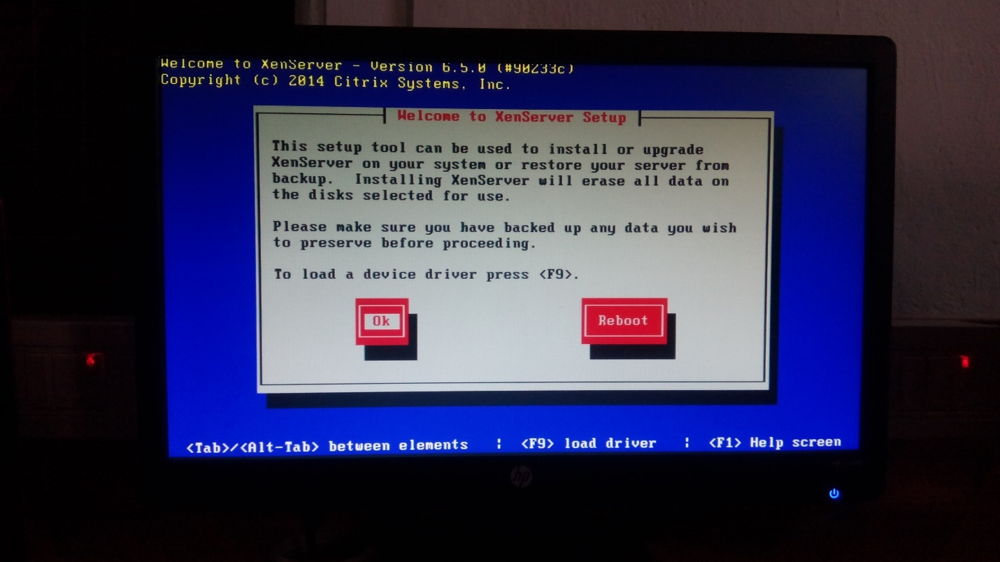 Welcome to XenServer - Version 6.5.0 (#90233c)
Copyright (c) 2014 Citrix Systems, Inc.
Welcome to XenServer Setup
This setup tool can be used to install or upgrade
XenServer on your system or restore your server from
backup.  Installing XenServer will erase all data on
the disks selected for use.
Please make sure you have backed up any data you wish
to preserve before proceeding.
To load a device driver press <F9>.
Ok
Reboot
<Tab>/<Alt-Tab> between elements   |   <F9> load driver   |   <F1> Help screen
hp